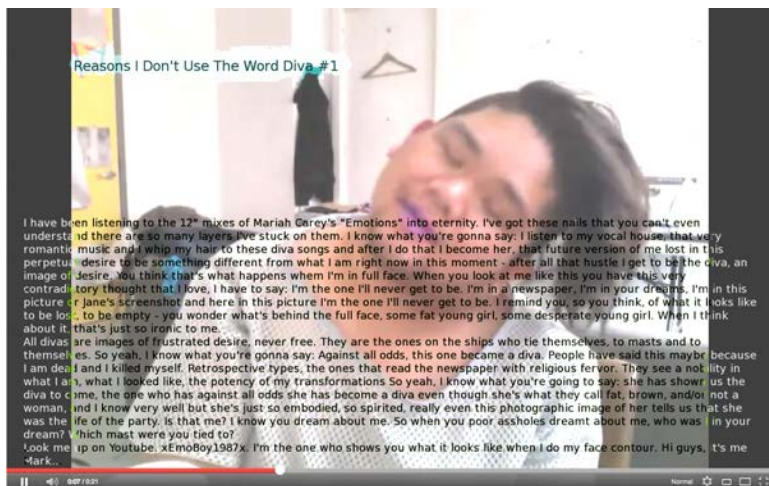 Reasons I Don't Use The Word Diva #1
I have been listening to the 12" mixes of Mariah Carey's "Emotions" into eternity. I've got these nails that you can't even
understand there are so many layers I've stuck on them. I know what you're gonna say: I listen to my vocal house, that very
romantic music and I whip my hair to these diva songs and after I do that I become her, that future version of me lost in this
perpetual desire to be something different from what I am right now in this moment - after all that hustle I get to be the diva, an
image of desire. You think that's what happens when I'm in full face. When you look at me like this you have this very
contradictory thought that I love, I have to say: I'm the one I'll never get to be. I'm in a newspaper, I'm in your dreams, I'm in this
picture or Jane's screenshot and here in this picture I'm the one I'll never get to be. I remind you, so you think, of what it looks like
to be lost, to be empty - you wonder what's behind the full face, some fat young girl, some desperate young girl. When I think
about it, that's just so ironic to me.
All divas are images of frustrated desire, never free. They are the ones on the ships who tie themselves, to masts and to
themselves. So yeah, I know what you're gonna say: Against all odds, this one became a diva. People have said this maybe because
I am dead and I killed myself. Retrospective types, the ones that read the newspaper with religious fervor. They see a nobility in
what I am, what I looked like, the potency of my transformations So yeah, I know what you're going to say: she has shown us the
diva to come, the one who has against all odds she has become a diva even though she's what they call fat, brown, and/or not a
woman, and I know very well but she's just so embodied, so spirited, really even this photographic image of her tells us that she
was the life of the party. Is that me? I know you dream about me. So when you poor assholes dreamt about me, who was I in your
dream? Which mast were you tied to?
Look me up on Youtube. xEmoBoy1987x. I'm the one who shows you what it looks like when I do my face contour. Hi guys, it's me
Mark..
0:07 / 0:21
Normal